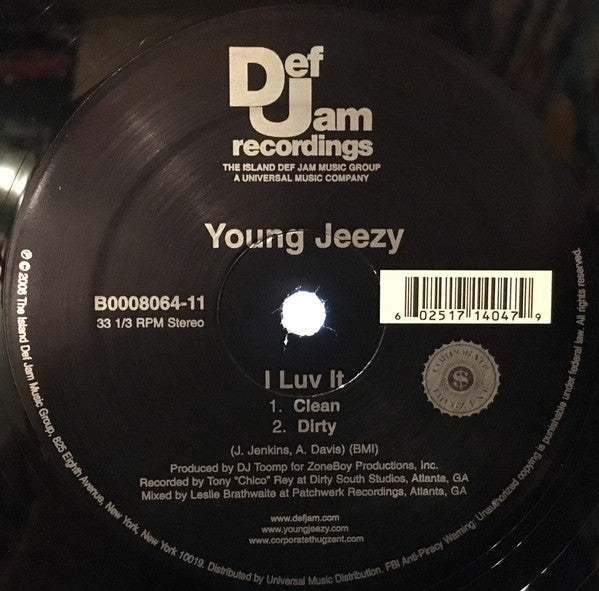 Def
Jam
recordings
THE ISLAND DEF JAM MUSIC GROUP
A UNIVERSAL MUSIC COMPANY
Young Jeezy
B0008064-11
33 1/3 RPM Stereo
6 02517 14047 9
CORPORATE
THUGZ ENT.
$
I Luv It
1. Clean
2. Dirty
(J. Jenkins, A. Davis) (BMI)
Produced by DJ Toomp for ZoneBoy Productions, Inc.
Recorded by Tony "Chico" Rey at Dirty South Studios, Atlanta, GA
Mixed by Leslie Brathwaite at Patchwerk Recordings, Atlanta, GA
www.defjam.com
www.youngjeezy.com
www.corporatethugzent.com
℗ © 2006 The Island Def Jam Music Group, 825 Eighth Avenue, New York, New York 10019. Distributed by Universal Music Distribution. FBI Anti-Piracy Warning: Unauthorized copying is punishable under federal law. All rights reserved.